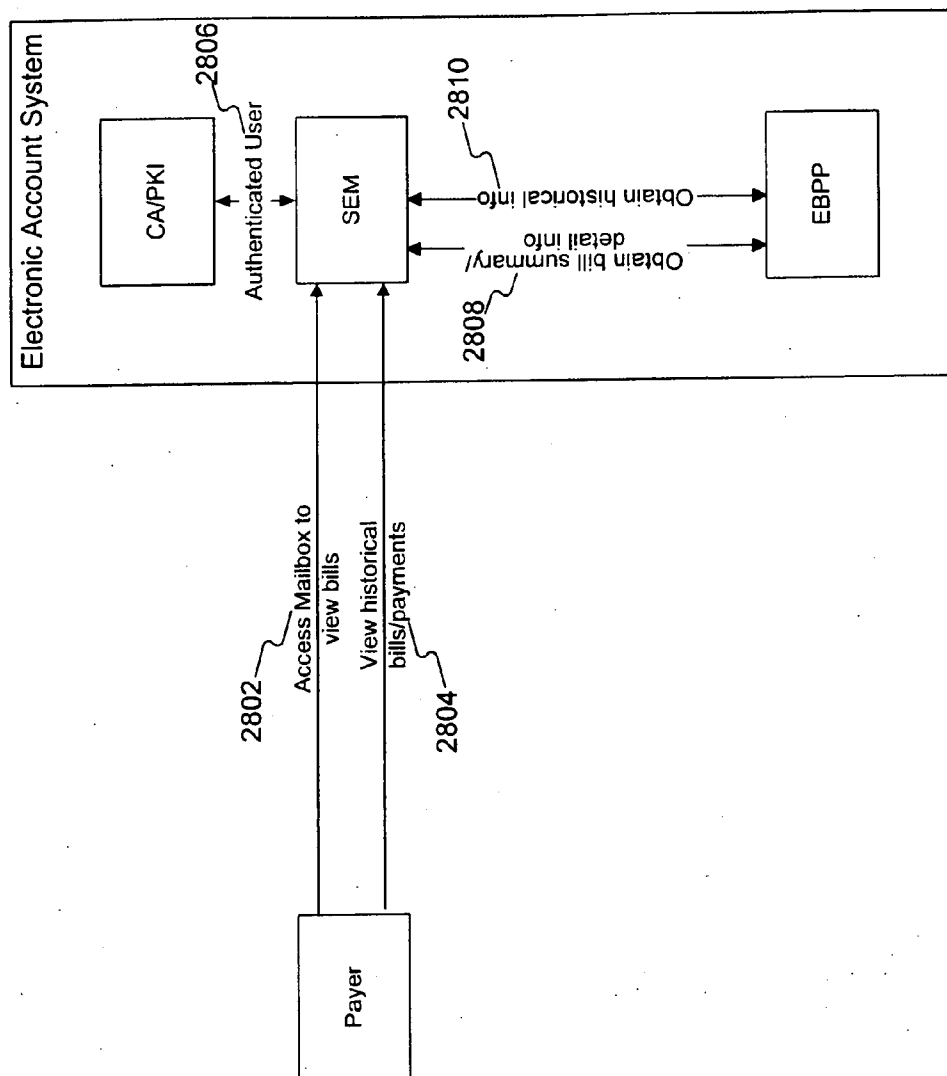 Electronic Account System
CA/PKI
2806
Authenticated User
SEM
2810
Obtain historical info
Obtain bill summary/
detail info
2808
EBPP
2802
Access Mailbox to
view bills
View historical
bills/payments
2804
Payer